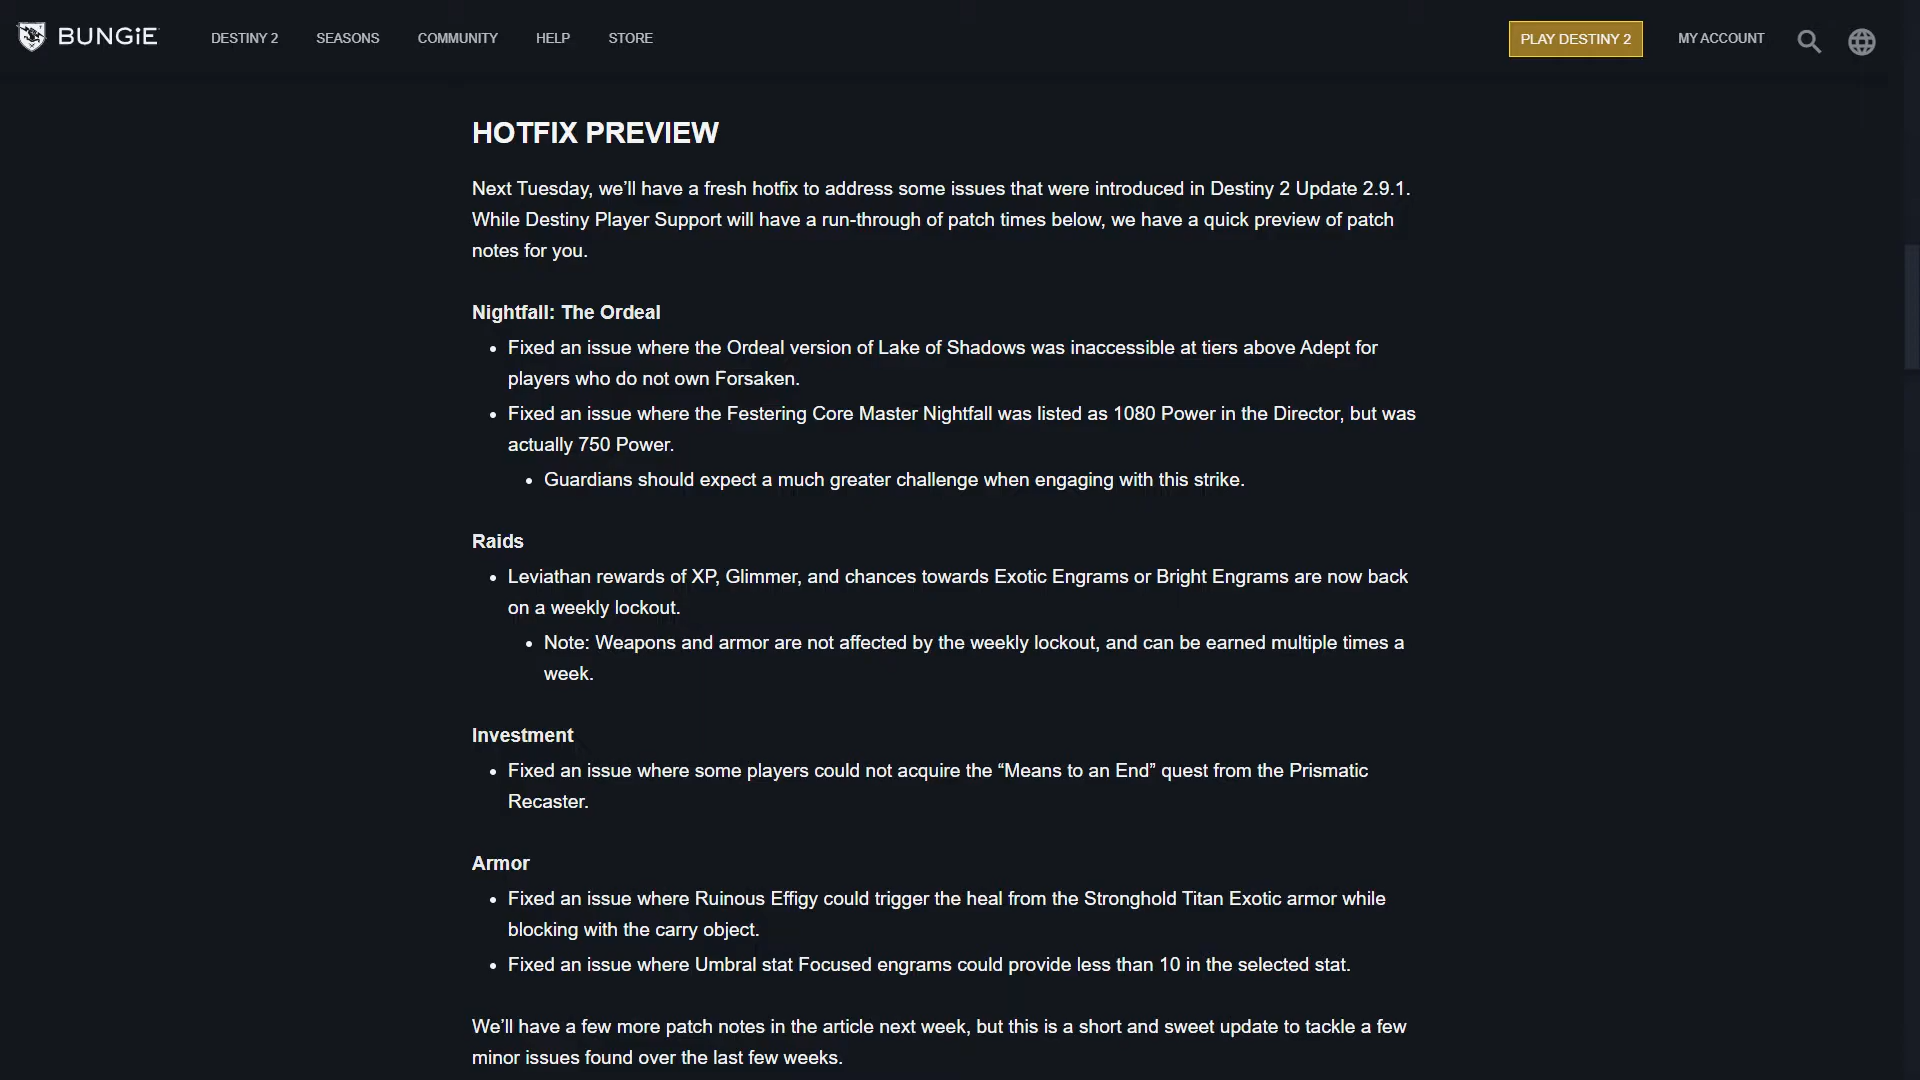 BUNGiE
DESTINY 2
SEASONS
COMMUNITY
HELP
STORE
PLAY DESTINY 2
MY ACCOUNT
HOTFIX PREVIEW
Next Tuesday, we’ll have a fresh hotfix to address some issues that were introduced in Destiny 2 Update 2.9.1.
While Destiny Player Support will have a run-through of patch times below, we have a quick preview of patch
notes for you.
Nightfall: The Ordeal
• Fixed an issue where the Ordeal version of Lake of Shadows was inaccessible at tiers above Adept for
players who do not own Forsaken.
• Fixed an issue where the Festering Core Master Nightfall was listed as 1080 Power in the Director, but was
actually 750 Power.
• Guardians should expect a much greater challenge when engaging with this strike.
Raids
• Leviathan rewards of XP, Glimmer, and chances towards Exotic Engrams or Bright Engrams are now back
on a weekly lockout.
• Note: Weapons and armor are not affected by the weekly lockout, and can be earned multiple times a
week.
Investment
• Fixed an issue where some players could not acquire the “Means to an End” quest from the Prismatic
Recaster.
Armor
• Fixed an issue where Ruinous Effigy could trigger the heal from the Stronghold Titan Exotic armor while
blocking with the carry object.
• Fixed an issue where Umbral stat Focused engrams could provide less than 10 in the selected stat.
We’ll have a few more patch notes in the article next week, but this is a short and sweet update to tackle a few
minor issues found over the last few weeks.